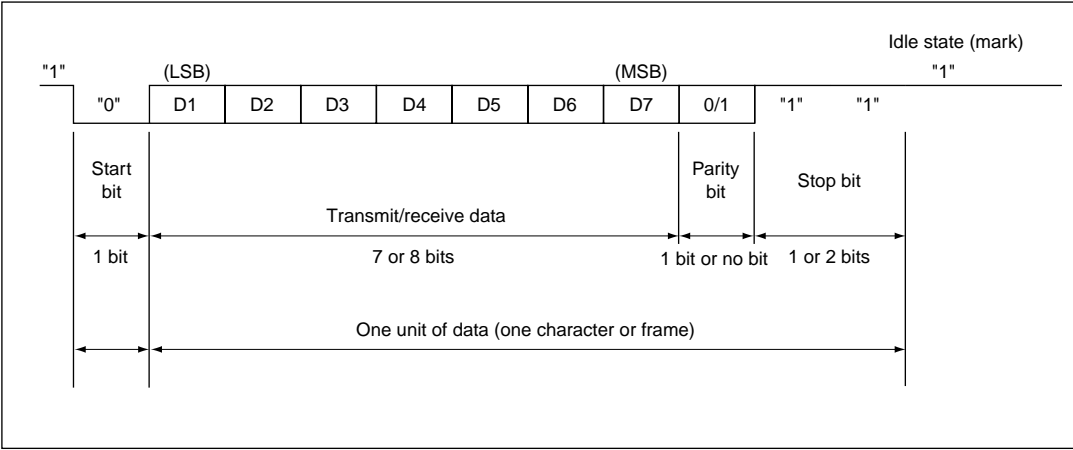 Idle state (mark)
"1" (LSB) (MSB) "1"
"0" D1 D2 D3 D4 D5 D6 D7 0/1 "1" "1"
Start bit
Parity bit
Stop bit
Transmit/receive data
1 bit 7 or 8 bits 1 bit or no bit 1 or 2 bits
One unit of data (one character or frame)